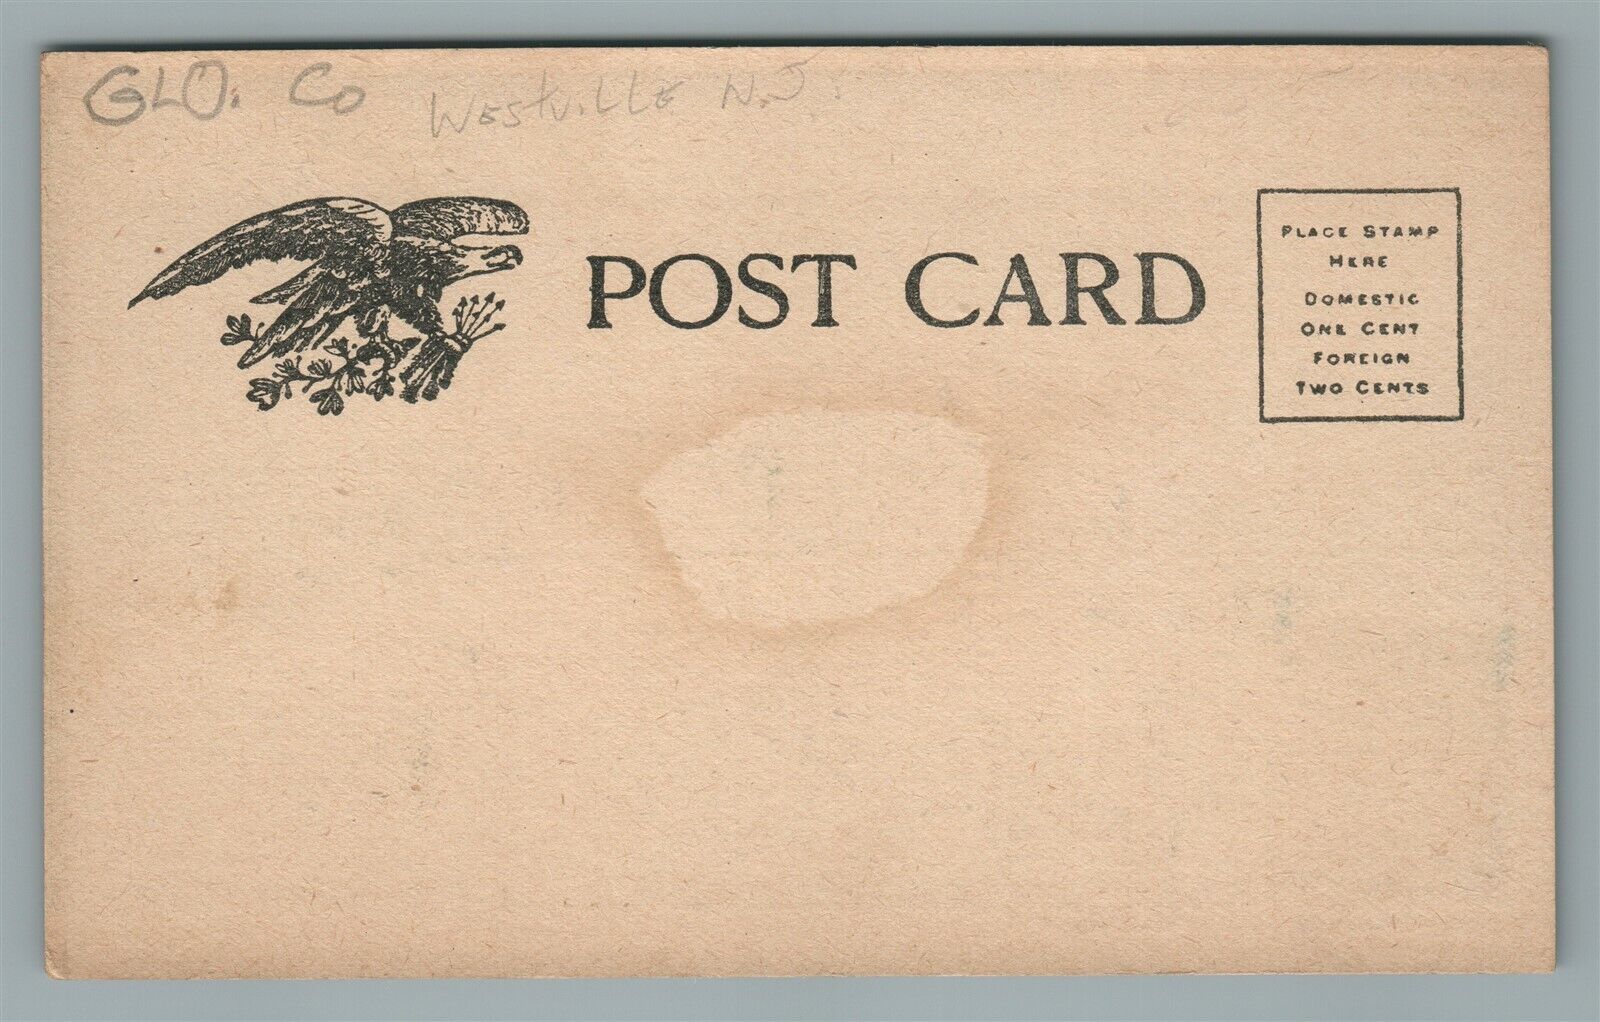 GLO. Co Westville N.J.
POST CARD
PLACE STAMP
HERE
DOMESTIC
ONE CENT
FOREIGN
TWO CENTS